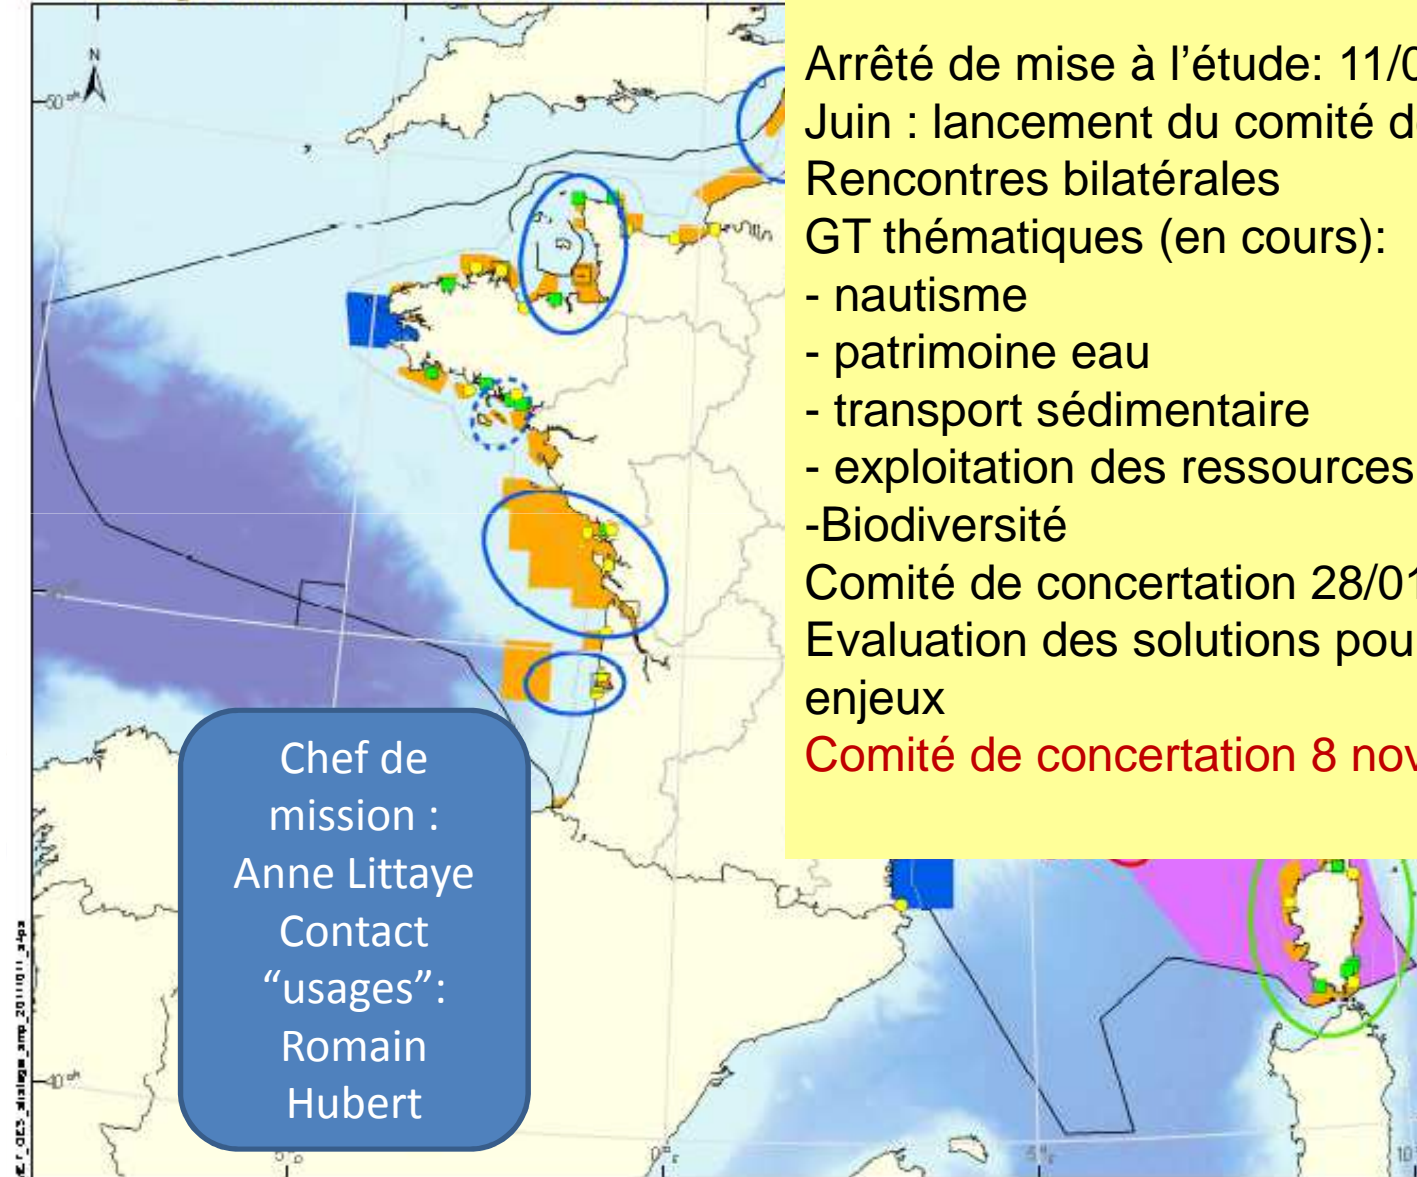 Arrêté de mise à l’étude: 11/0
Juin : lancement du comité d
Rencontres bilatérales
GT thématiques (en cours):
- nautisme
- patrimoine eau
- transport sédimentaire
- exploitation des ressources
-Biodiversité
Comité de concertation 28/01
Evaluation des solutions pou
enjeux
Comité de concertation 8 nov
Chef de
mission :
Anne Littaye
Contact
“usages”:
Romain
Hubert
N